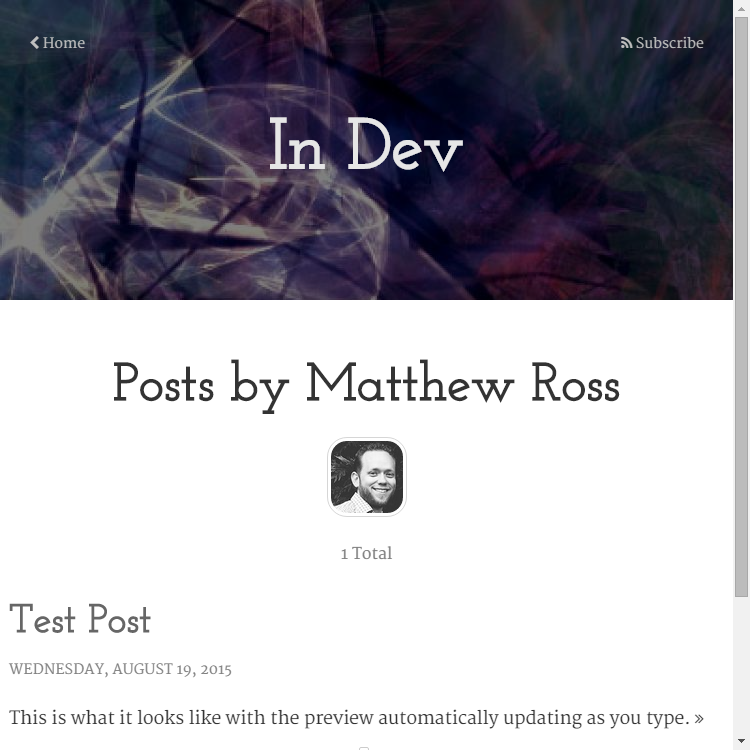 Home
Subscribe
In Dev
Posts by Matthew Ross
1 Total
Test Post
WEDNESDAY, AUGUST 19, 2015
This is what it looks like with the preview automatically updating as you type. »